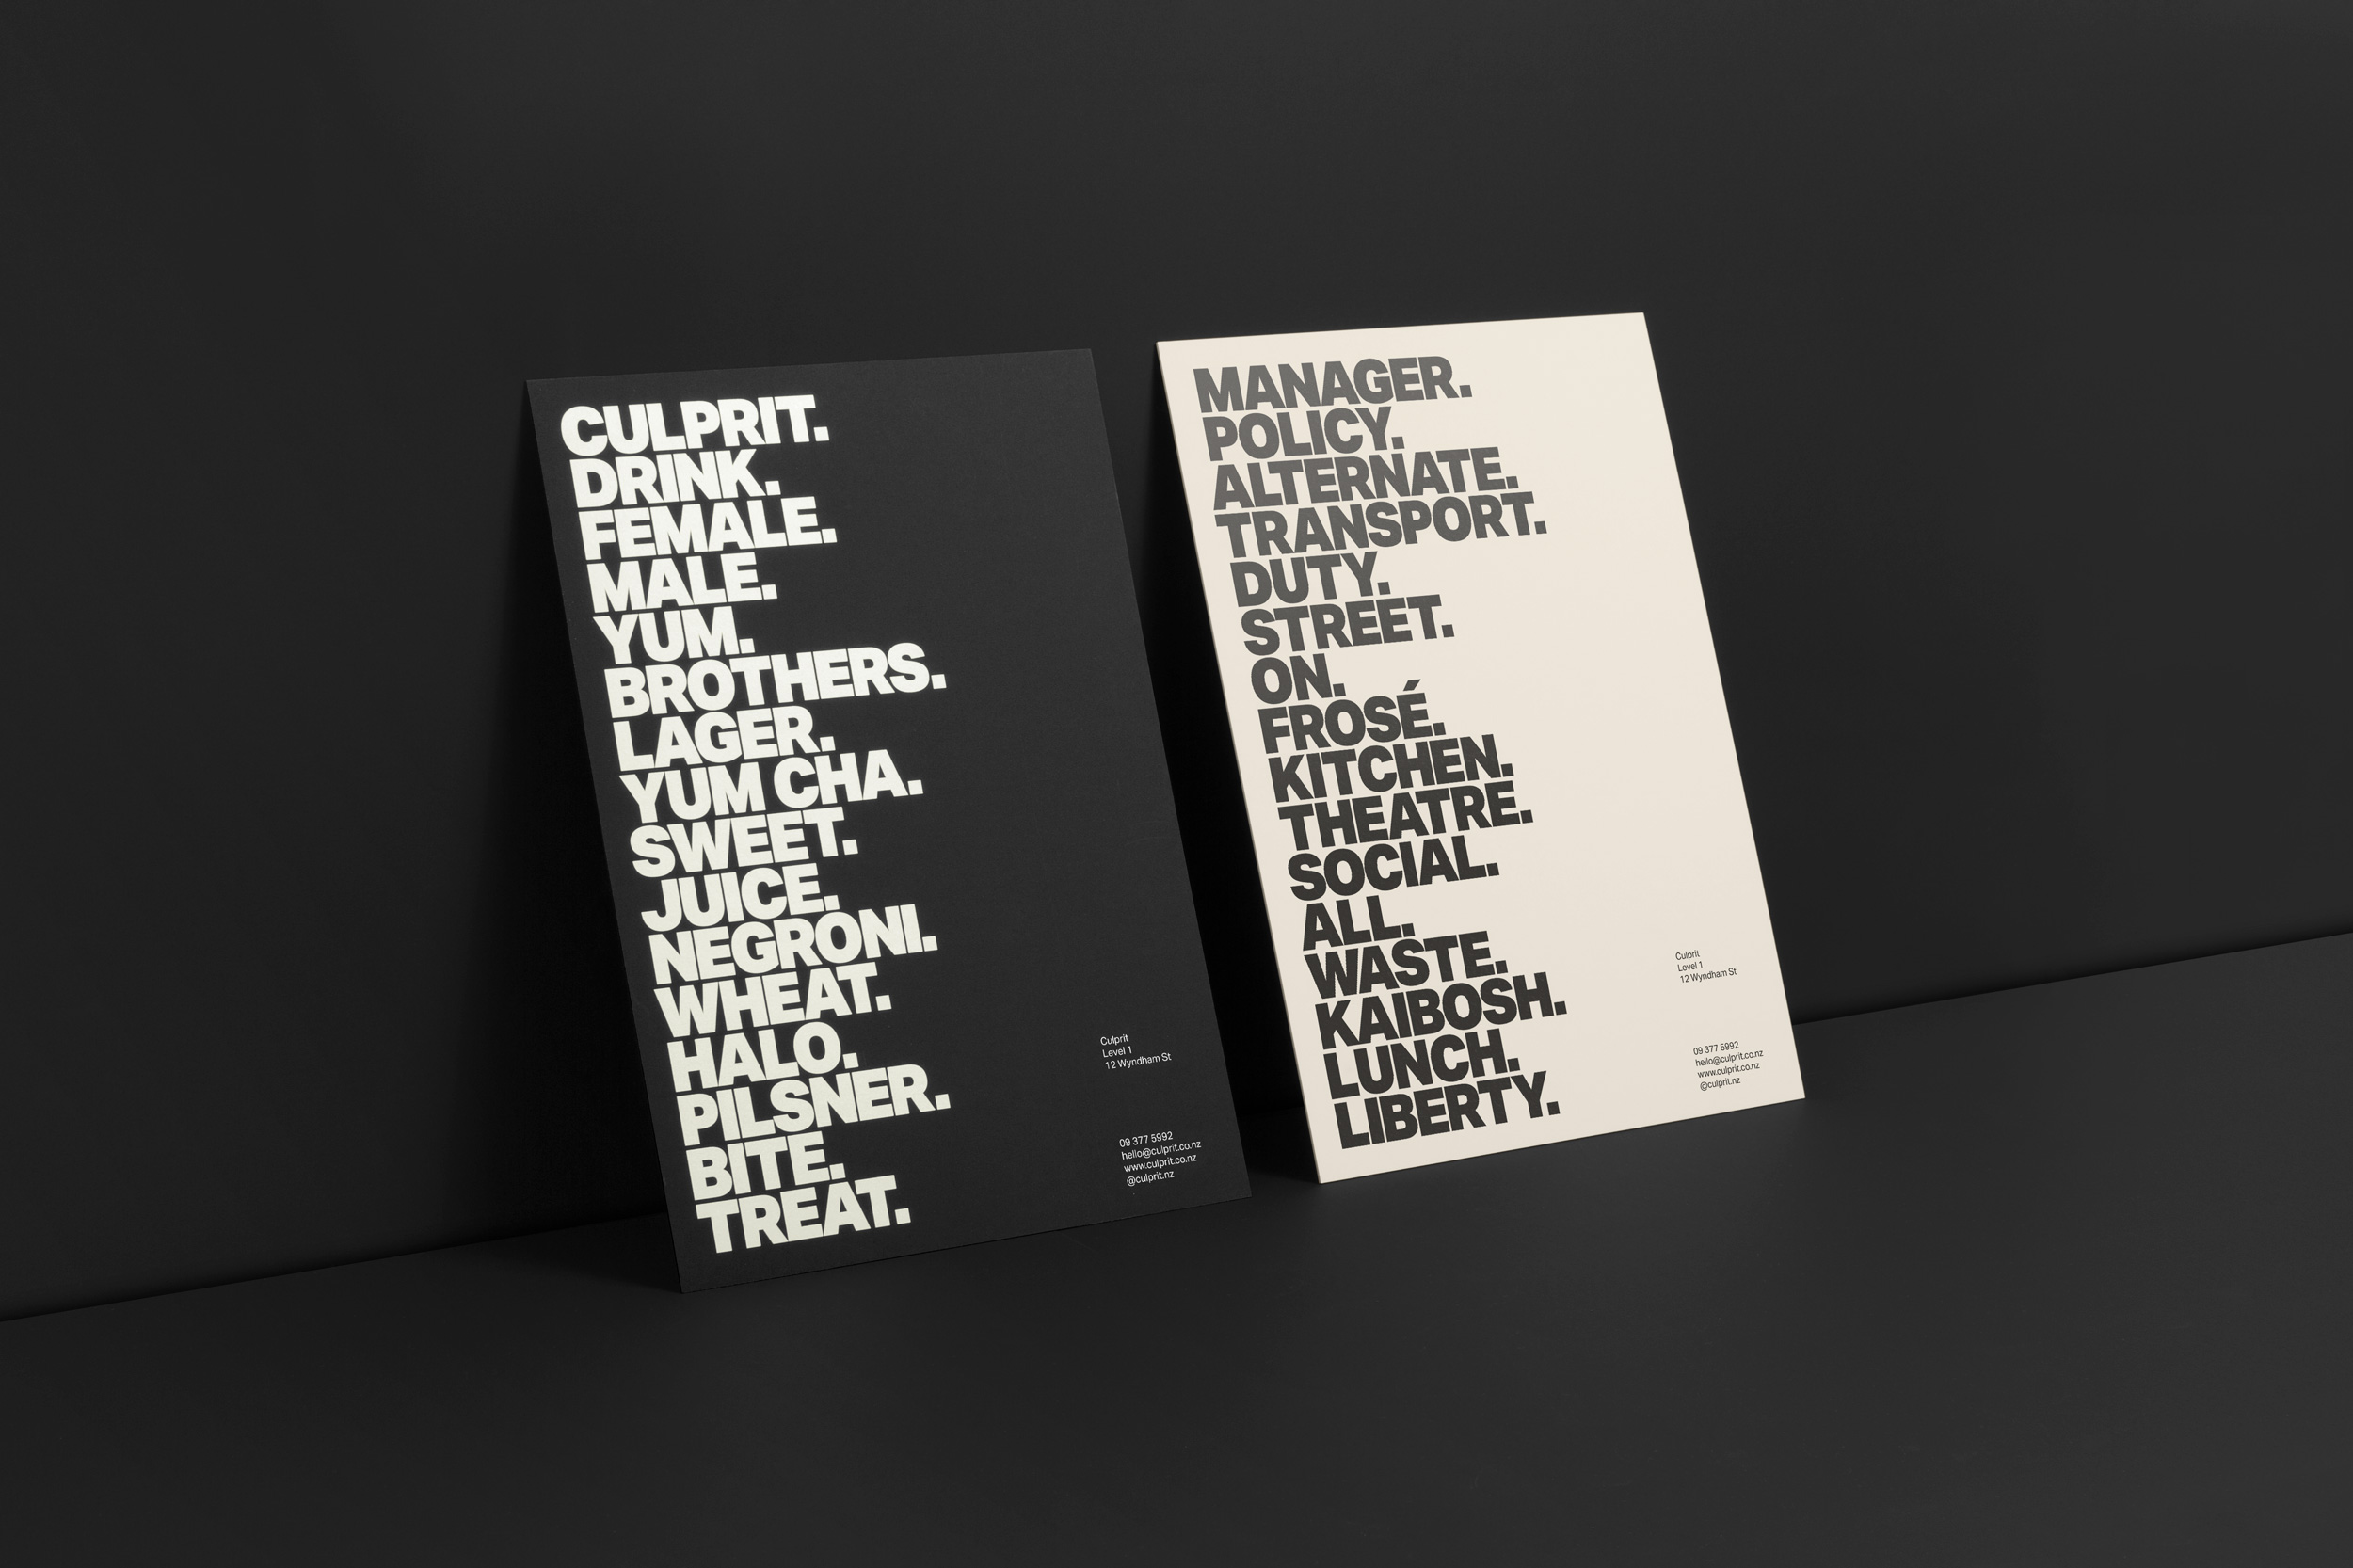 CULPRIT.
DRINK.
FEMALE.
MALE.
YUM.
BROTHERS.
LAGER.
YUM CHA.
SWEET.
JUICE.
NEGRONI.
WHEAT.
HALO.
PILSNER.
BITE.
TREAT.
Culprit
Level 1
12 Wyndham St
09 377 5992
hello@culprit.co.nz
www.culprit.co.nz
@culprit.nz
MANAGER.
POLICY.
ALTERNATE.
TRANSPORT.
DUTY.
STREET.
ON.
FROSÉ.
KITCHEN.
THEATRE.
SOCIAL.
ALL.
WASTE.
KAIBOSH.
LUNCH.
LIBERTY.
Culprit
Level 1
12 Wyndham St
09 377 5992
hello@culprit.co.nz
www.culprit.co.nz
@culprit.nz